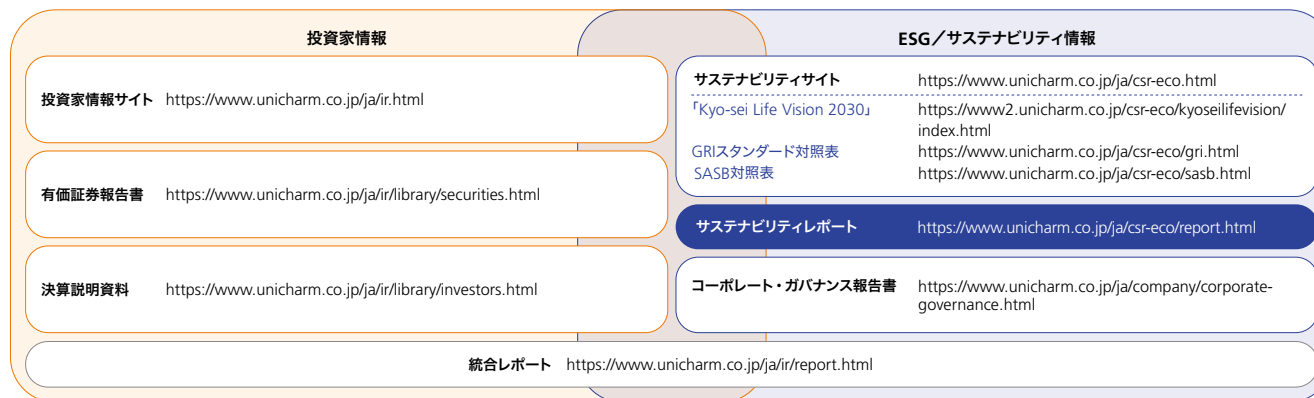 投資家情報
投資家情報サイト https://www.unicharm.co.jp/ja/ir.html
有価証券報告書 https://www.unicharm.co.jp/ja/ir/library/securities.html
決算説明資料 https://www.unicharm.co.jp/ja/ir/library/investors.html
ESG／サステナビリティ情報
サステナビリティサイト https://www.unicharm.co.jp/ja/csr-eco.html
「Kyo-sei Life Vision 2030」 https://www2.unicharm.co.jp/csr-eco/kyoseilifevision/
index.html
GRIスタンダード対照表 https://www.unicharm.co.jp/ja/csr-eco/gri.html
SASB対照表 https://www.unicharm.co.jp/ja/csr-eco/sasb.html
サステナビリティレポート https://www.unicharm.co.jp/ja/csr-eco/report.html
コーポレート・ガバナンス報告書 https://www.unicharm.co.jp/ja/company/corporate-
governance.html
統合レポート https://www.unicharm.co.jp/ja/ir/report.html